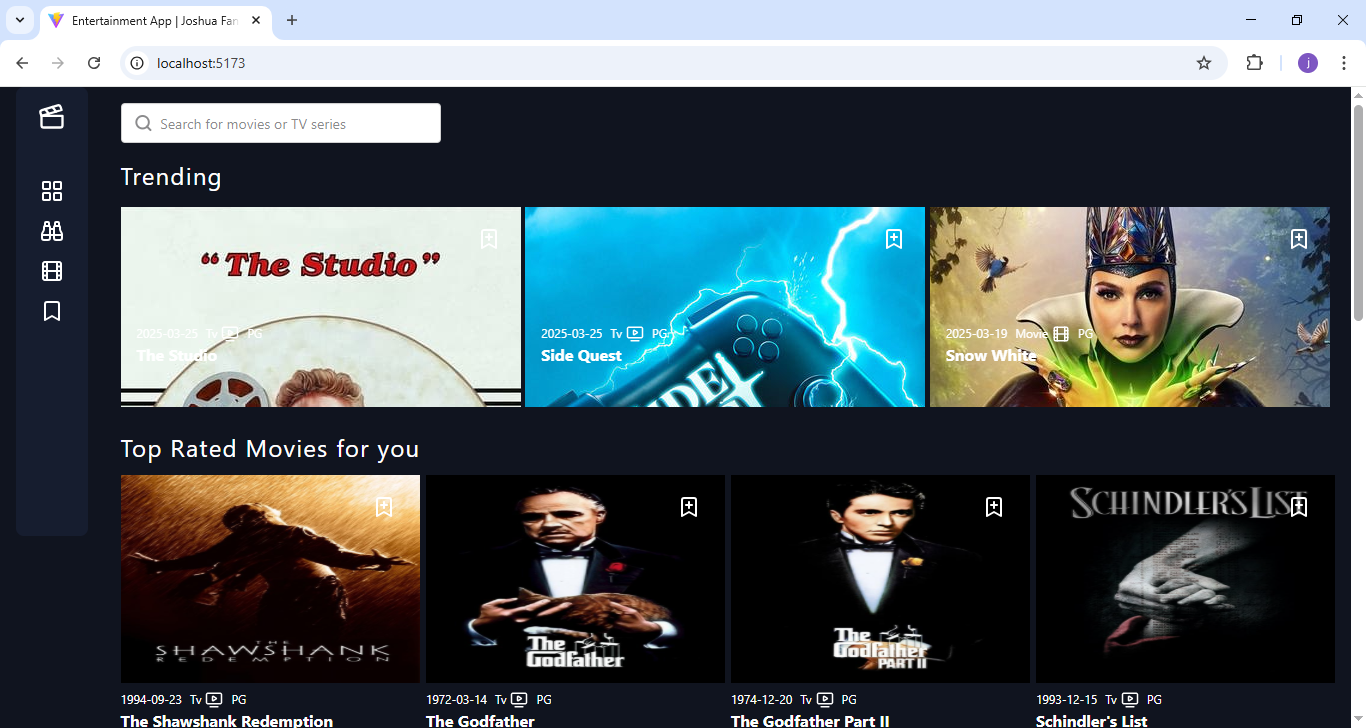 Entertainment App | Joshua Fan
localhost:5173
j
Search for movies or TV series
Trending
“The Studio”
2025-03-25 Tv PG
The Studio
2025-03-25 Tv PG
Side Quest
2025-03-19 Movie PG
Snow White
Top Rated Movies for you
THE
SHAWSHANK
REDEMPTION
The
Godfather
The
Godfather
PART II
SCHINDLER'S LIST
1994-09-23 Tv PG
The Shawshank Redemption
1972-03-14 Tv PG
The Godfather
1974-12-20 Tv PG
The Godfather Part II
1993-12-15 Tv PG
Schindler's List